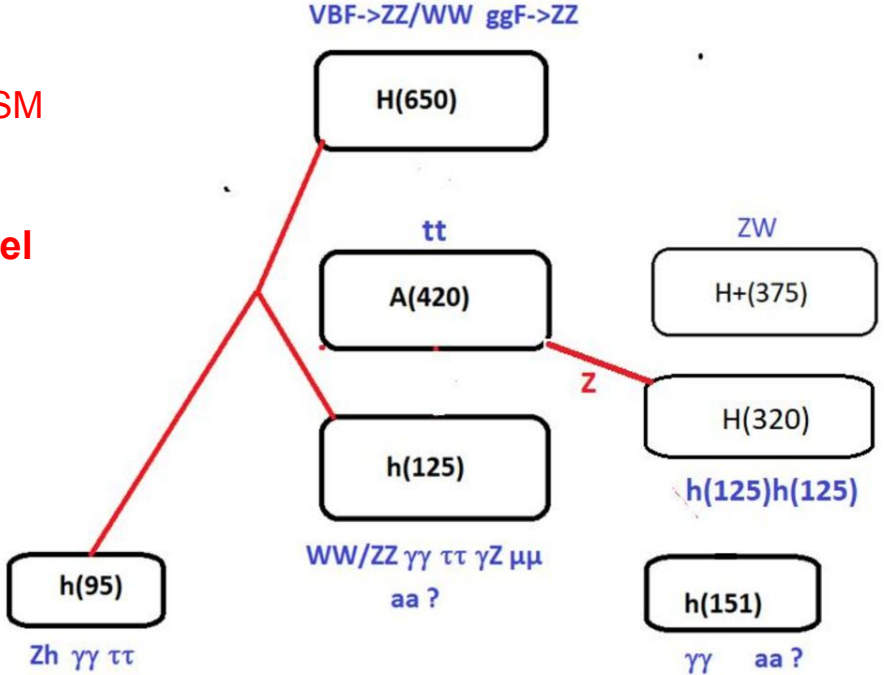 VBF->ZZ/WW ggF->ZZ
H(650)
SM
el
tt
ZW
A(420)
H+(375)
Z
H(320)
h(125)
h(125)h(125)
WW/ZZ γγ ττ γZ μμ
aa ?
h(95)
h(151)
Zh γγ ττ
γγ aa ?